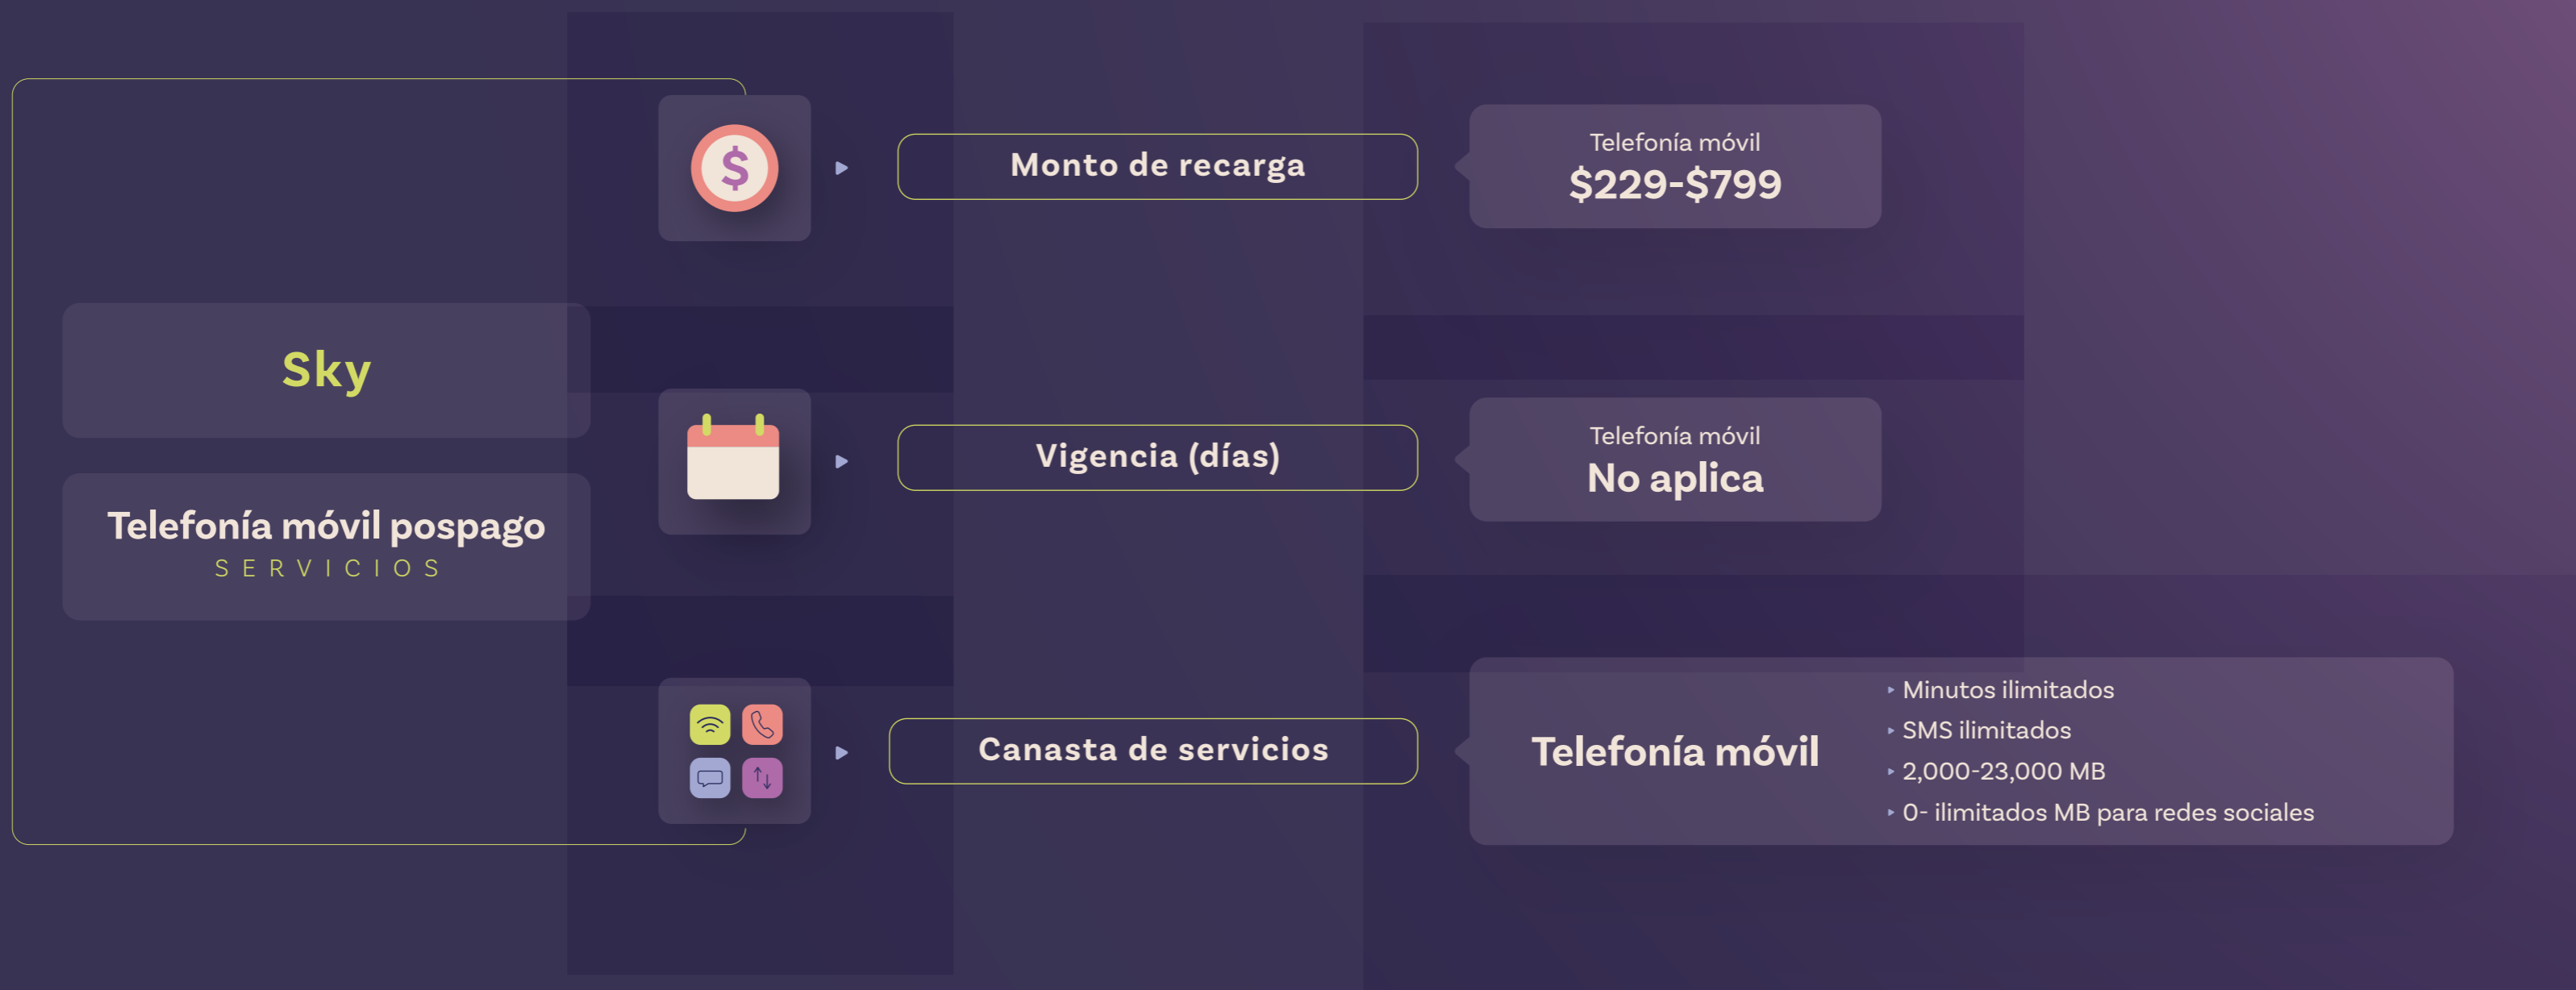 Sky
Telefonía móvil pospago
SERVICIOS
$
Monto de recarga
Telefonía móvil
$229-$799
Vigencia (días)
Telefonía móvil
No aplica
Canasta de servicios
Telefonía móvil
Minutos ilimitados
SMS ilimitados
2,000-23,000 MB
0- ilimitados MB para redes sociales